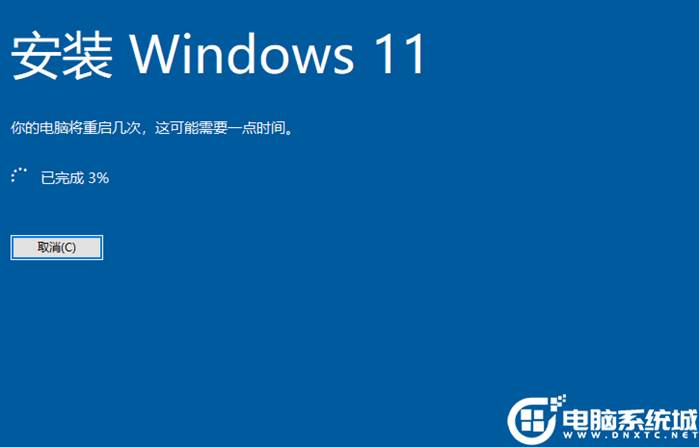 安装 Windows 11
你的电脑将重启几次，这可能需要一点时间。
已完成 3%
取消(C)
电脑系统城
WWW.DNXTC.NET